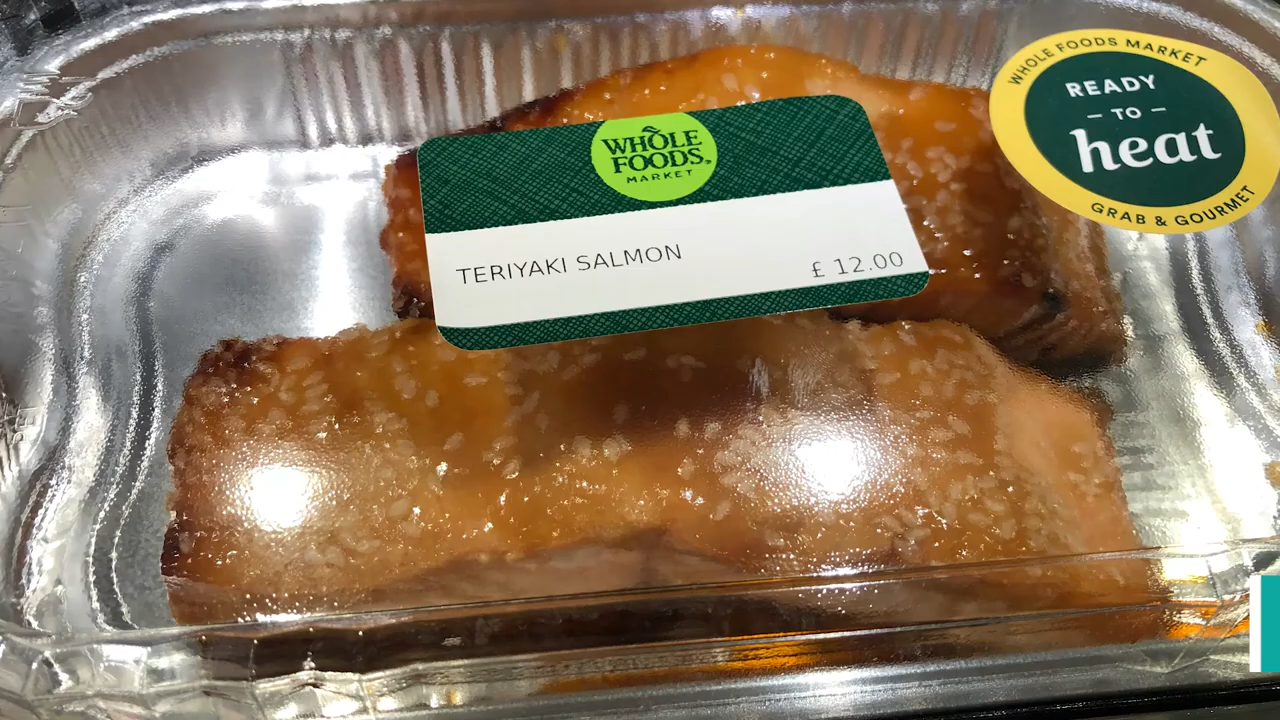 WHOLE
FOODS
MARKET
TERIYAKI SALMON
£ 12.00
WHOLE FOODS MARKET
READY
– TO –
heat
GRAB & GOURMET